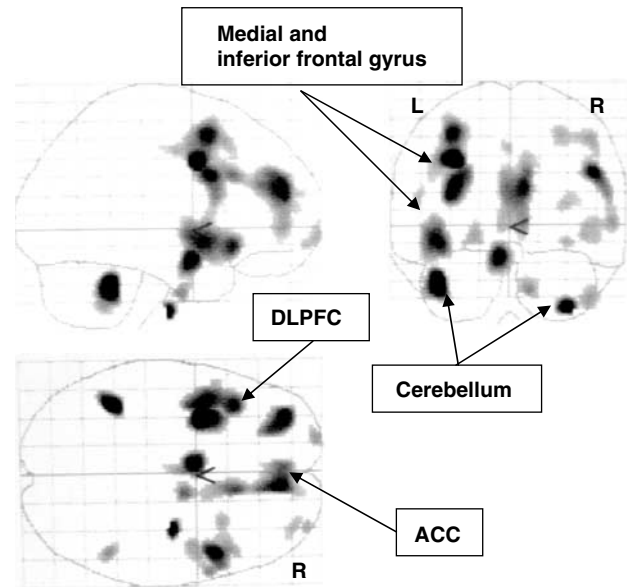 Medial and
inferior frontal gyrus
L
R
DLPFC
Cerebellum
ACC
R